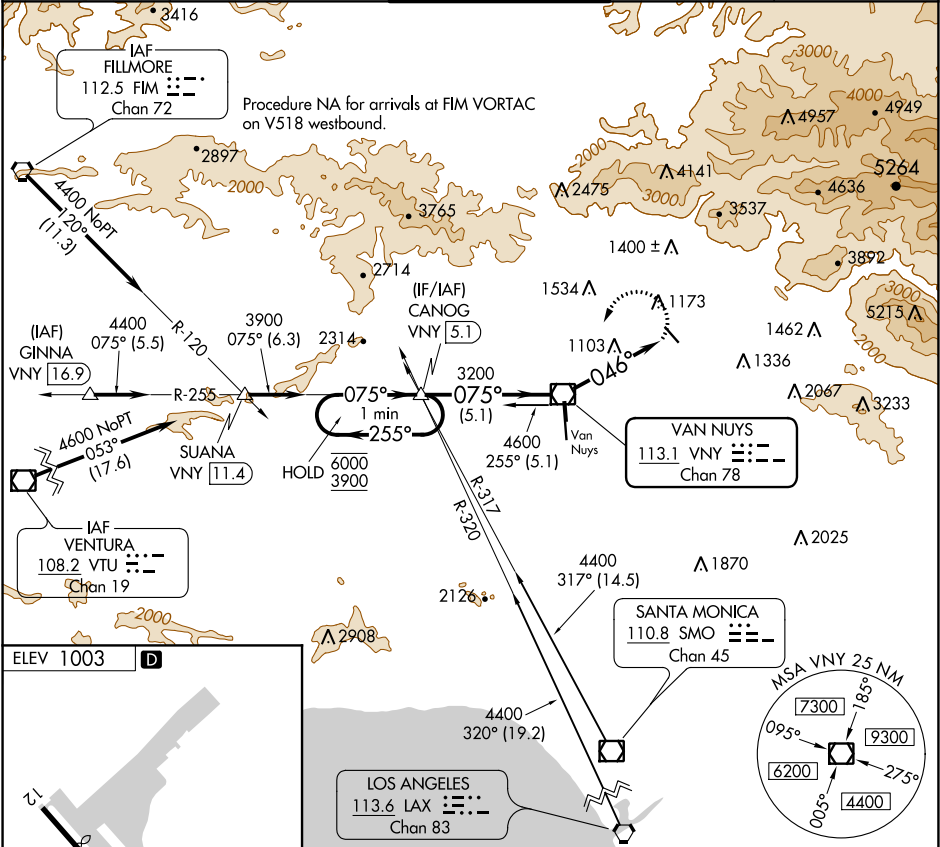 3416
IAF
FILLMORE
112.5 FIM
Chan 72
Procedure NA for arrivals at FIM VORTAC
on V518 westbound.
3000
4000
4957
4949
2897
2000
2000
4141
5264
2475
3000
4636
4400 NoPT
120°
(11.3)
3765
3537
1400 ±
3892
2714
3000
(IF/IAF)
CANOG
VNY 5.1
1534
1173
5215
(IAF)
GINNA
VNY 16.9
4400
075° (5.5)
R-120
3900
075° (6.3)
2314
1103
1462
2000
1336
046°
3200
R-255
075°
075°
(5.1)
1 min
255°
2067
3233
4600 NoPT
053°
(17.6)
SUANA
VNY 11.4
HOLD
6000
3900
4600
255° (5.1)
Van
Nuys
VAN NUYS
113.1 VNY
Chan 78
R-317
R-320
IAF
VENTURA
108.2 VTU
Chan 19
2025
4400
317° (14.5)
1870
2126
2000
2908
SANTA MONICA
110.8 SMO
Chan 45
ELEV 1003
D
MSA VNY 25 NM
7300
185°
095°
9300
6200
275°
005°
4400
4400
320° (19.2)
LOS ANGELES
113.6 LAX
Chan 83
12